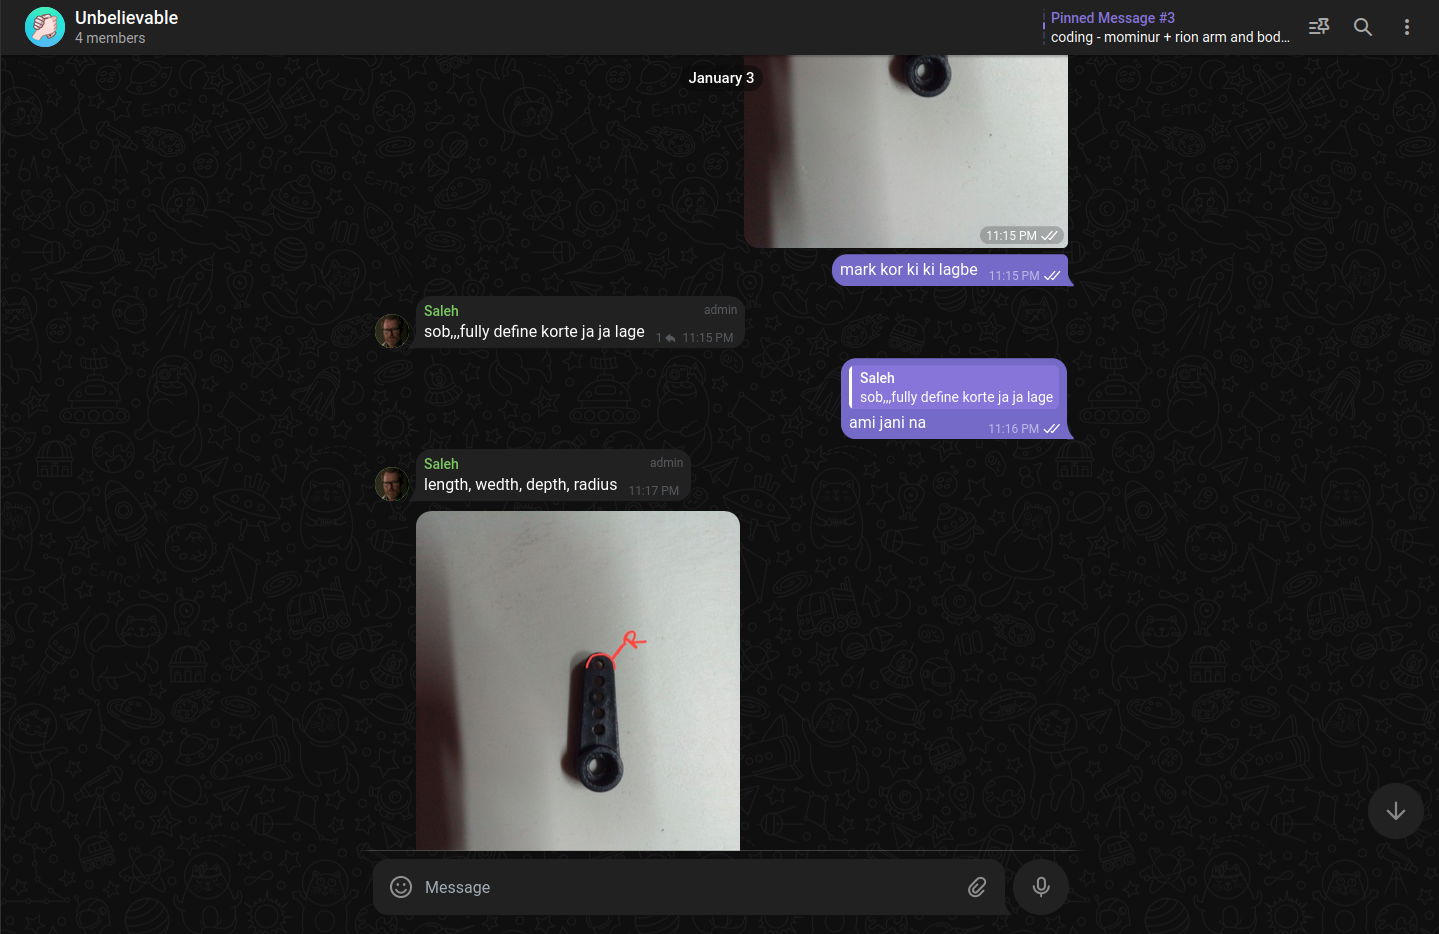 Unbelievable
4 members
Pinned Message #3
coding - mominur + rion arm and bod...
January 3
11:15 PM
mark kor ki ki lagbe 11:15 PM
Saleh admin
sob,,,fully define korte ja ja lage 1 11:15 PM
Saleh
sob,,,fully define korte ja ja lage
ami jani na 11:16 PM
Saleh admin
length, wedth, depth, radius 11:17 PM
R
Message